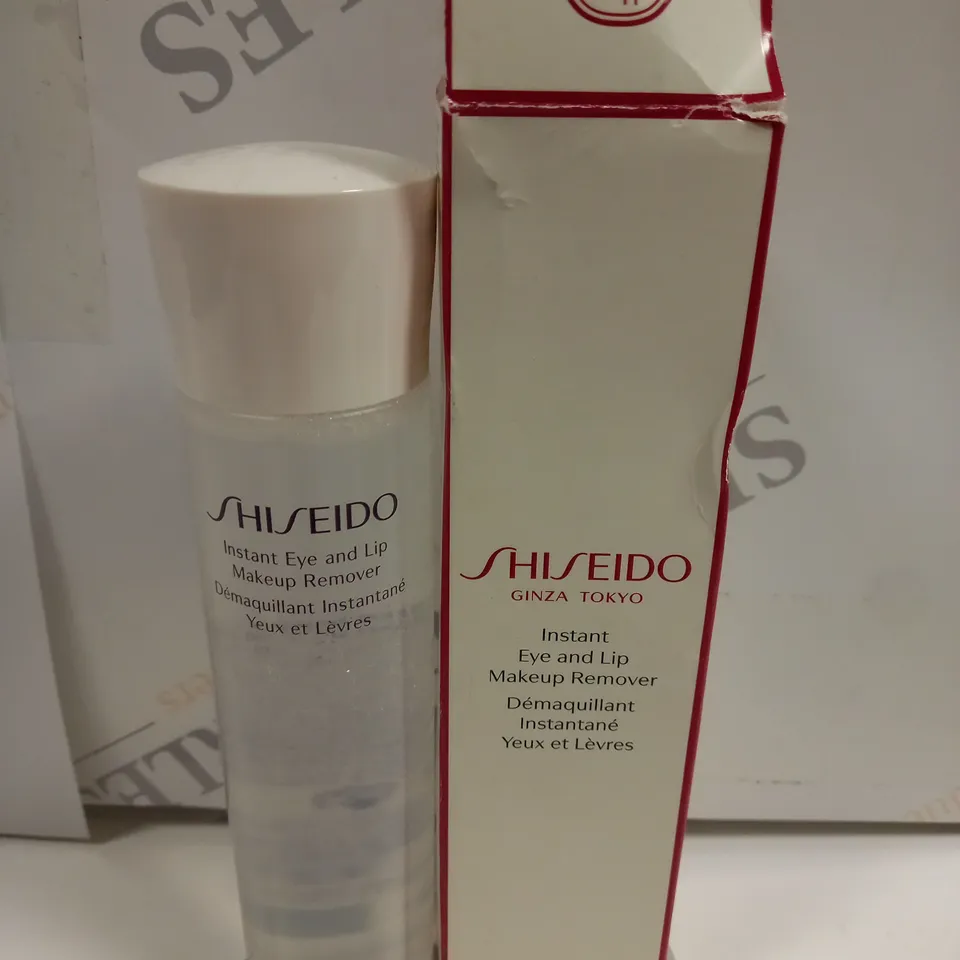 SHISEIDO
Instant Eye and Lip
Makeup Remover
Démaquillant Instantané
Yeux et Lèvres
SHISEIDO
GINZA TOKYO
Instant
Eye and Lip
Makeup Remover
Démaquillant
Instantané
Yeux et Lèvres